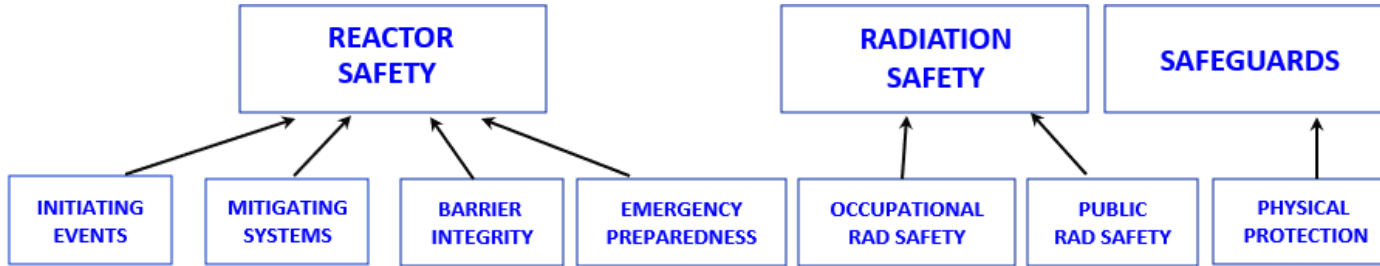 REACTOR
SAFETY
RADIATION
SAFETY
SAFEGUARDS
INITIATING
EVENTS
MITIGATING
SYSTEMS
BARRIER
INTEGRITY
EMERGENCY
PREPAREDNESS
OCCUPATIONAL
RAD SAFETY
PUBLIC
RAD SAFETY
PHYSICAL
PROTECTION